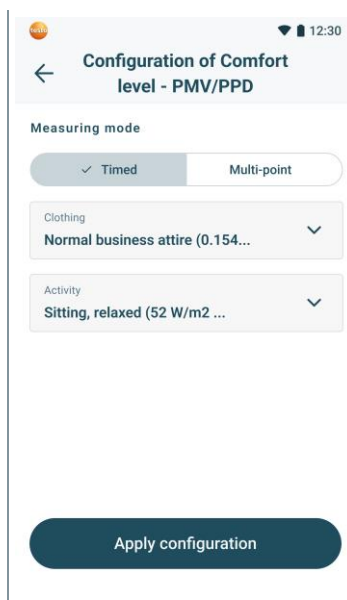 testo
12:30
Configuration of Comfort
level - PMV/PPD
Measuring mode
Timed
Multi-point
Clothing
Normal business attire (0.154...
Activity
Sitting, relaxed (52 W/m2 ...
Apply configuration